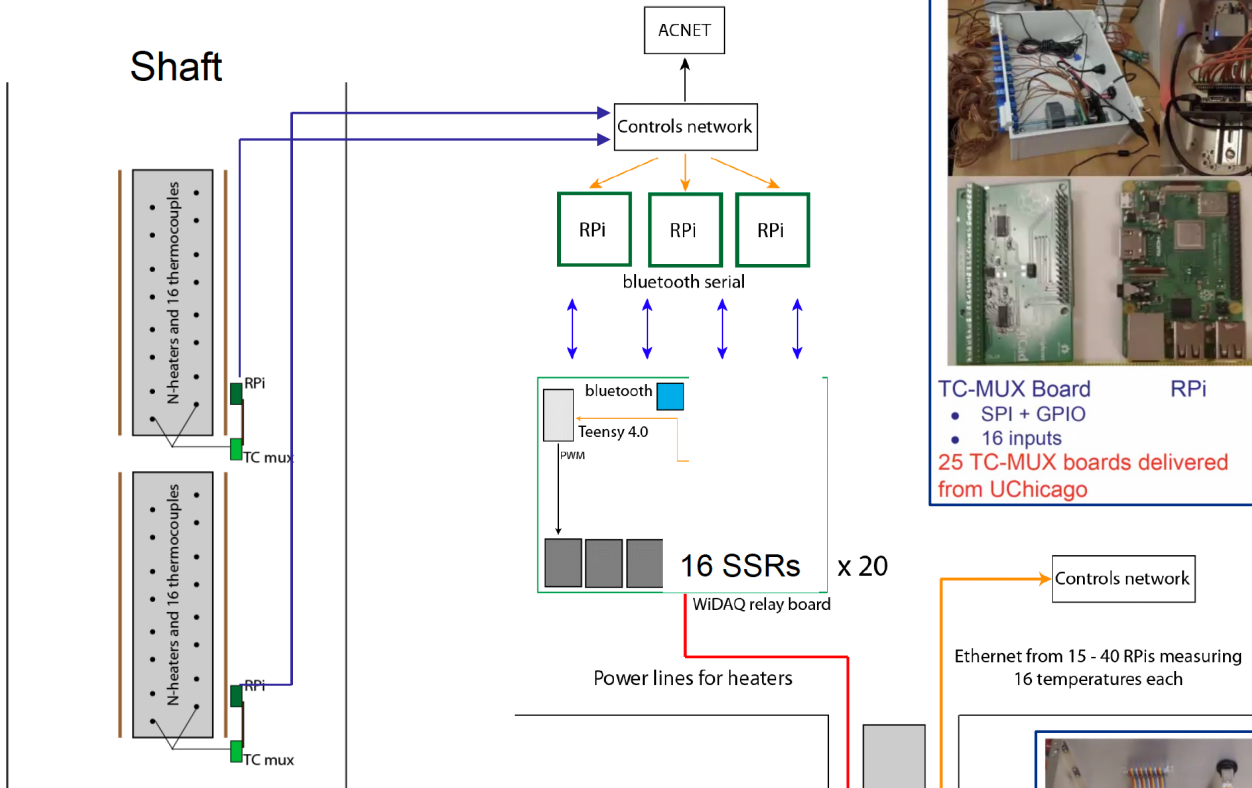 Shaft
ACNET
Controls network
RPi
RPi
RPi
bluetooth serial
N-heaters and 16 thermocouples
RPi
TC mux
N-heaters and 16 thermocouples
RPi
TC mux
bluetooth
Teensy 4.0
PWM
16 SSRs
x 20
WiDAQ relay board
Power lines for heaters
TC-MUX Board
RPi
• SPI + GPIO
• 16 inputs
25 TC-MUX boards delivered
from UChicago
Controls network
Ethernet from 15 - 40 RPis measuring
16 temperatures each